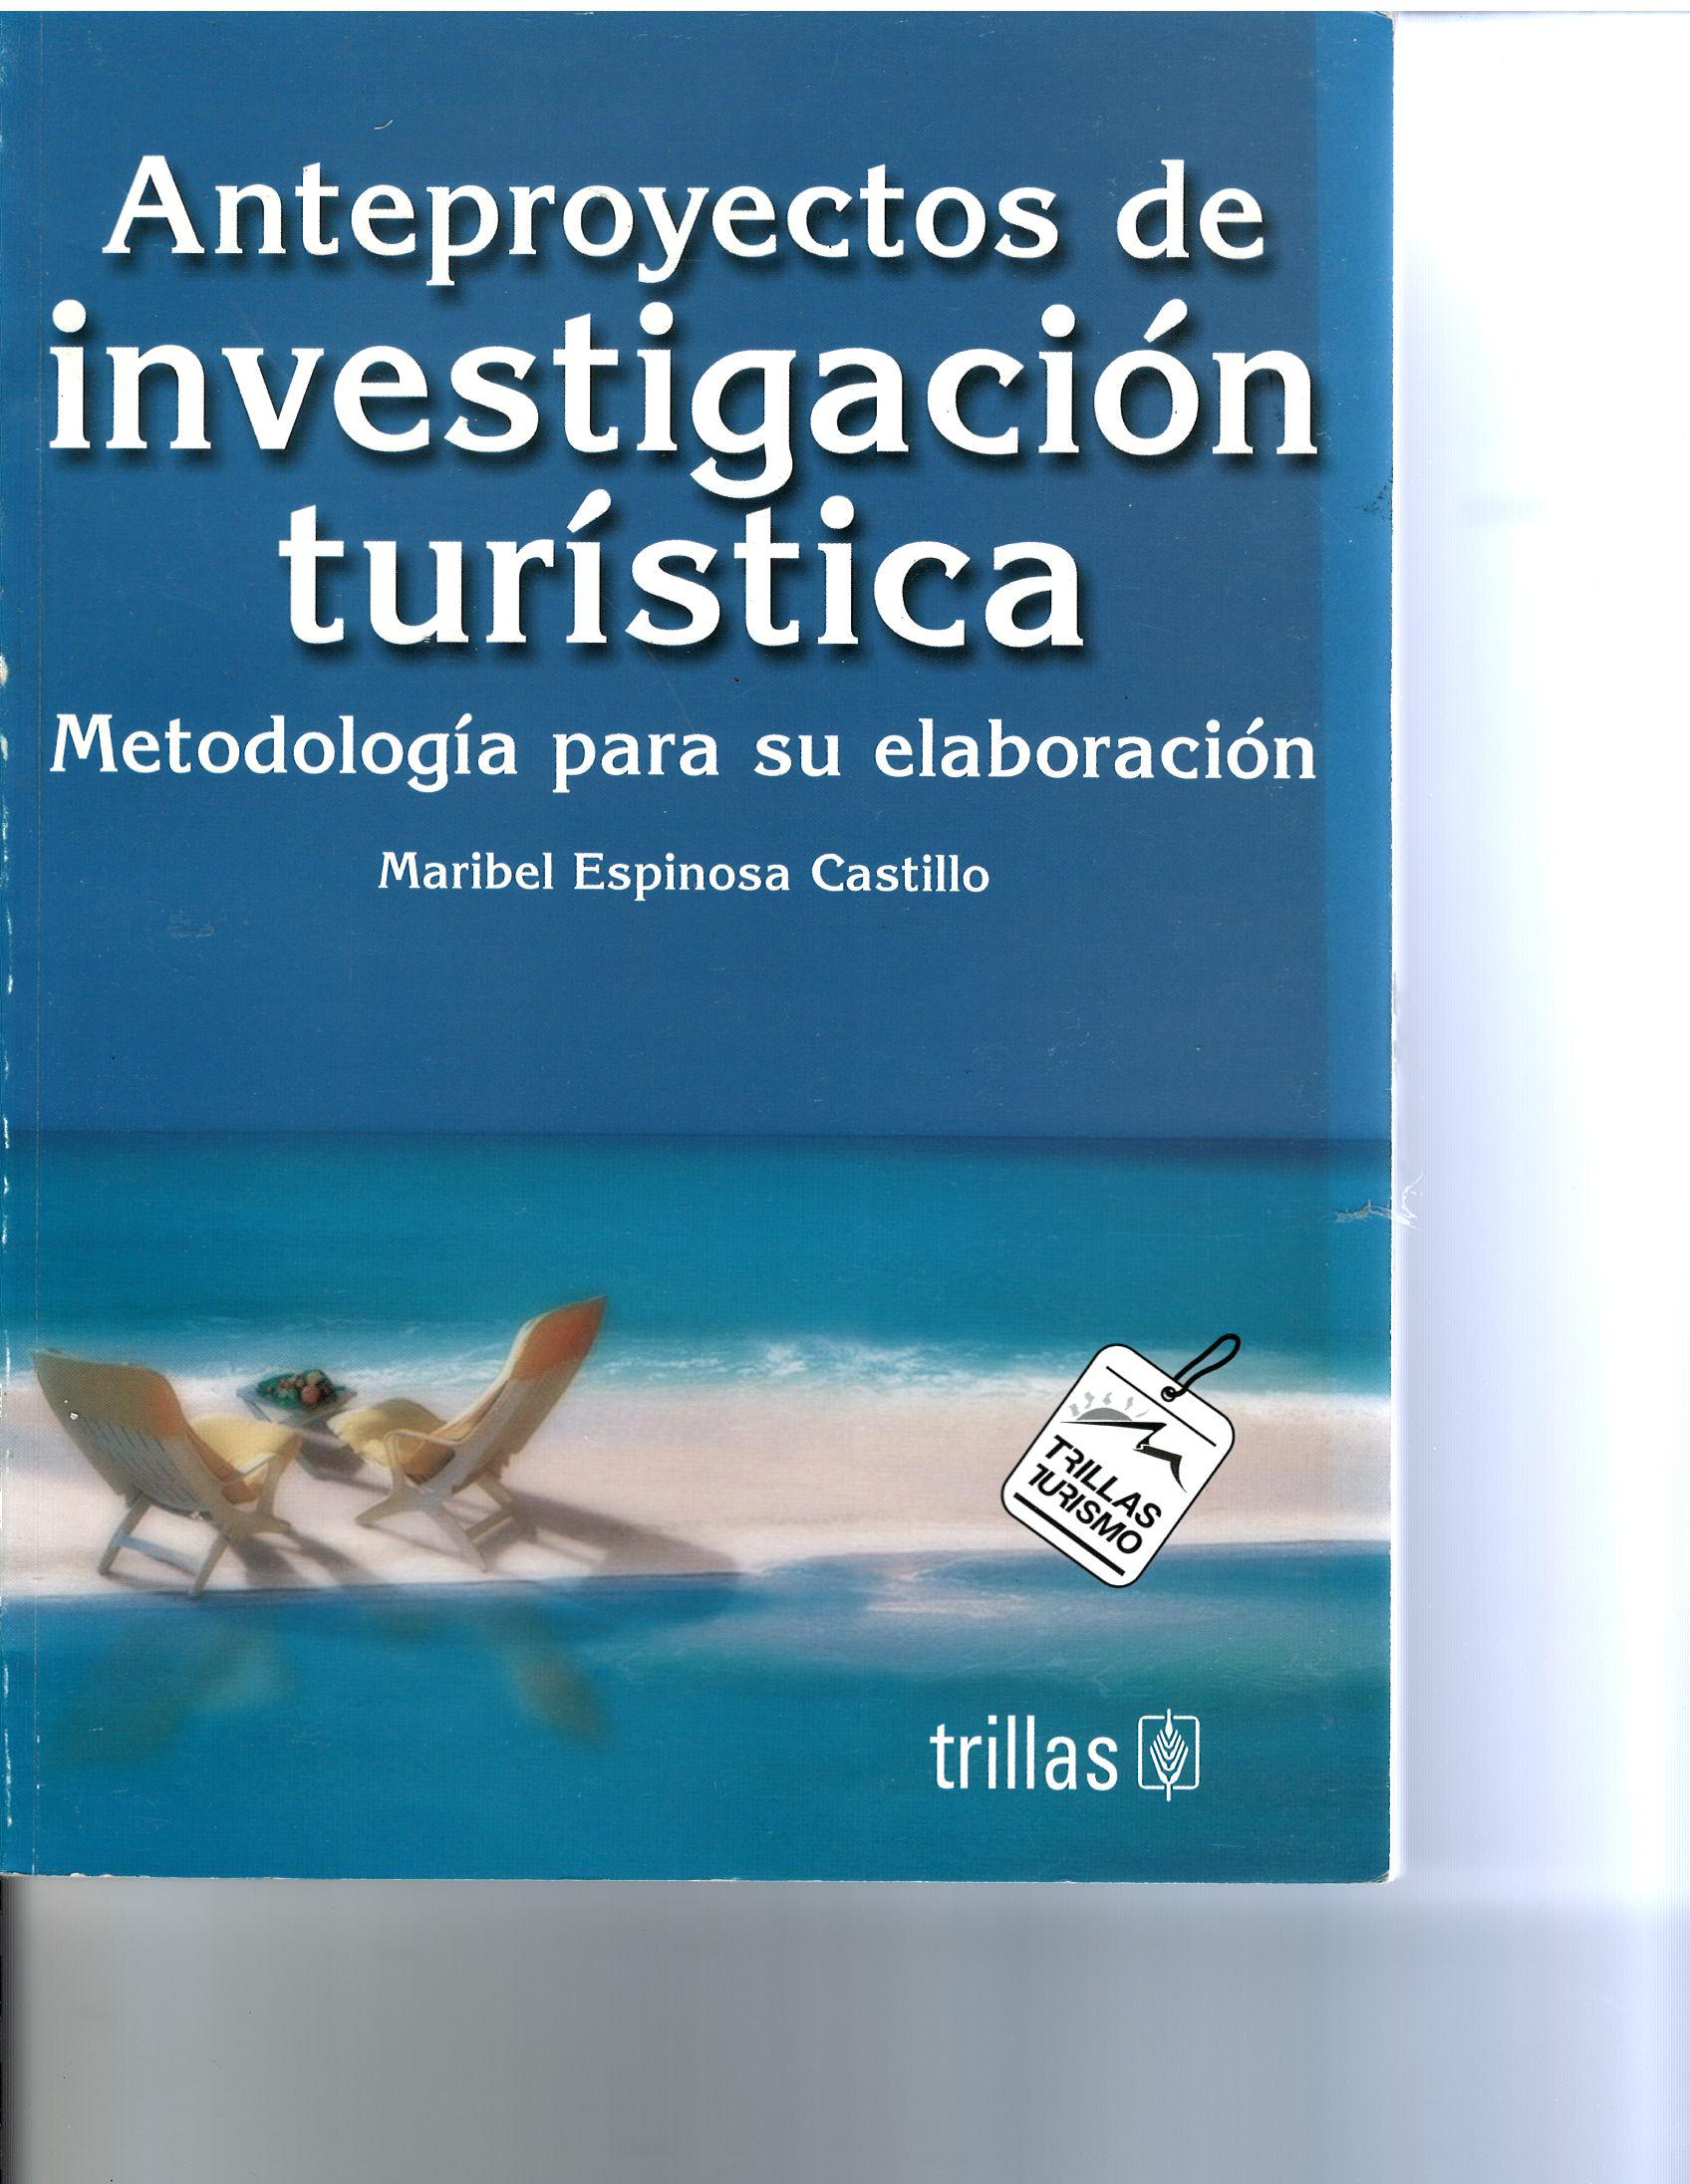 Anteproyectos de
investigación
turística
Metodología para su elaboración
Maribel Espinosa Castillo
TRILLAS
TURISMO
trillas